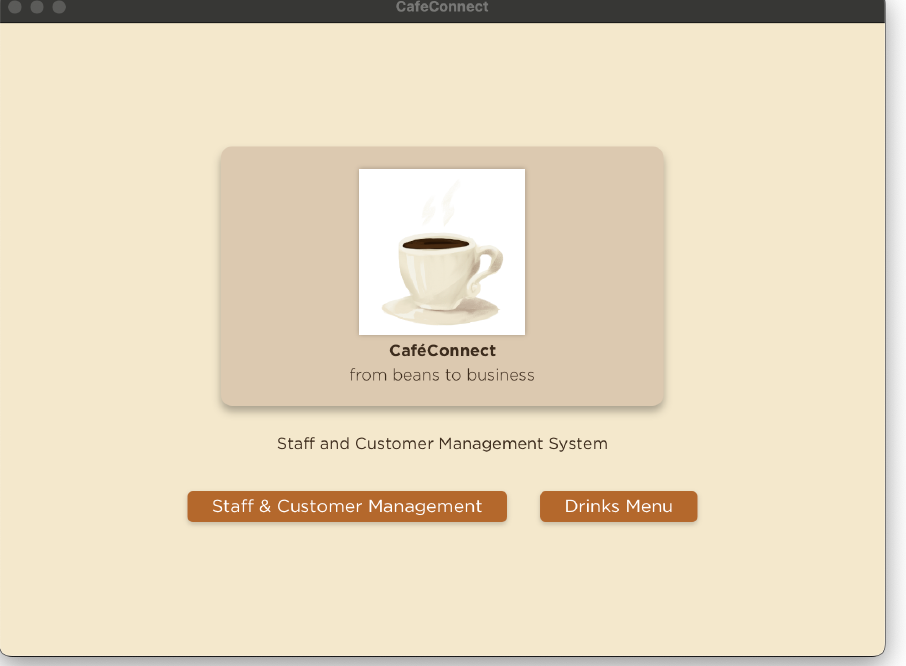 CafeConnect
CaféConnect
from beans to business
Staff and Customer Management System
Staff & Customer Management
Drinks Menu